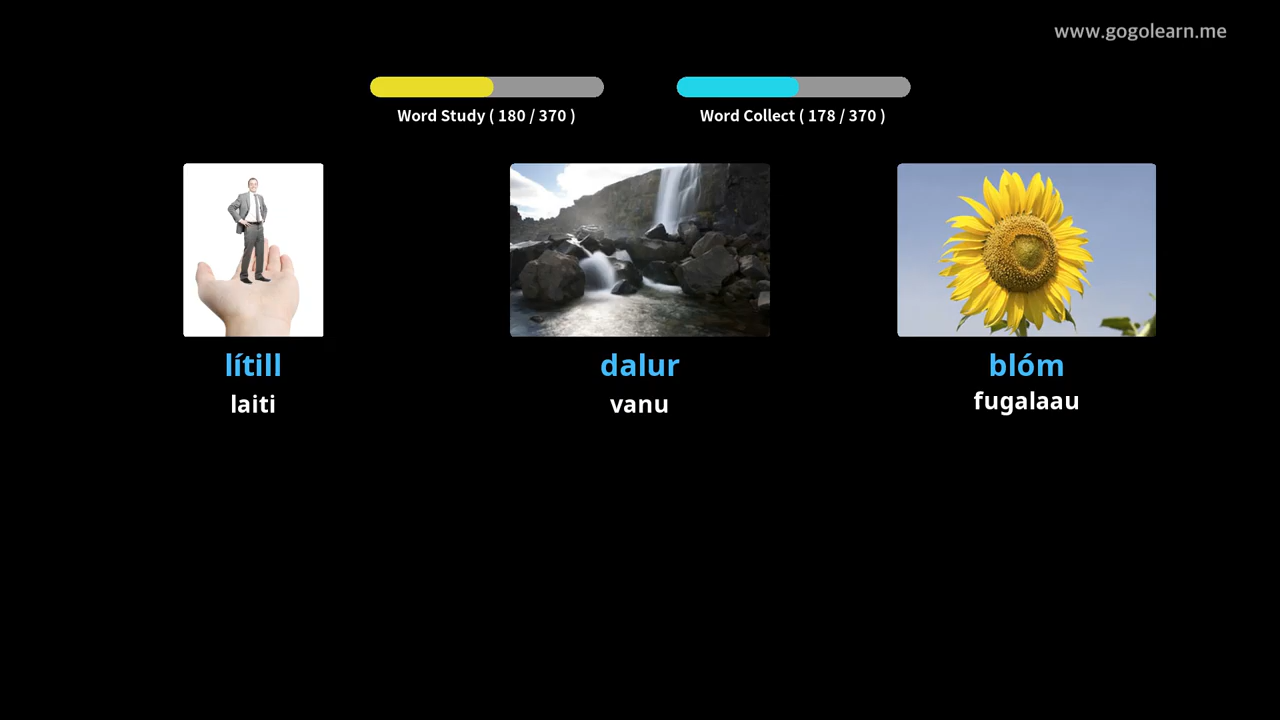 www.gogolearn.me
Word Study ( 180 / 370 )
Word Collect ( 178 / 370 )
lítill
laiti
dalur
vanu
blóm
fugalaau